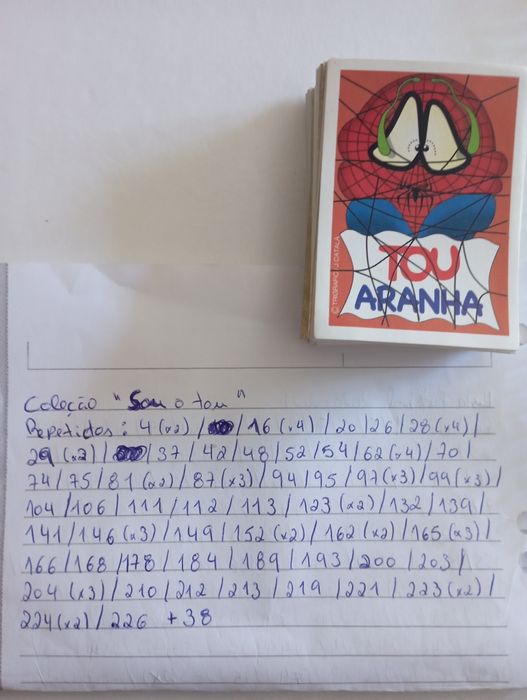 © TRIDIMAPIC / J. CATALÁ
TOU
ARANHA
Coleção "Sou o tou"
Repetidos: 4 (x2) / 16 (x4) / 20 / 26 / 28 (x4) /
29 (x2) / 37 / 42 / 48 / 52 / 54 / 62 (x4) / 70 /
74 / 75 / 81 (x2) / 87 (x3) / 94 / 95 / 97 (x3) / 99 (x3) /
104 / 106 / 111 / 112 / 113 / 123 (x2) / 132 / 139 /
141 / 146 (x3) / 149 / 152 (x2) / 162 (x2) / 165 (x3) /
166 / 168 / 178 / 184 / 189 / 193 / 200 / 203 /
204 (x3) / 210 / 212 / 213 / 219 / 221 / 223 (x2) /
224 (x2) / 226 + 38